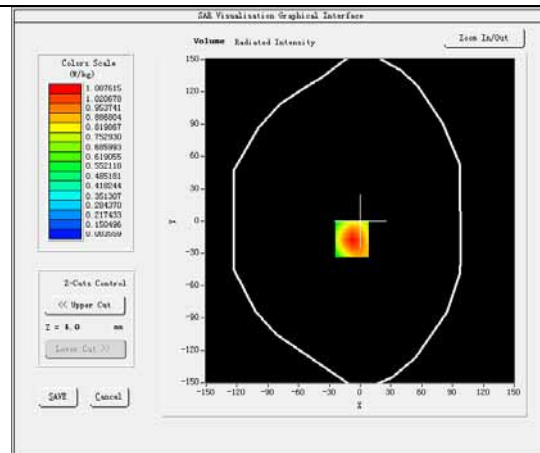 SAR Visualisation Graphical Interface
Volume Radiated Intensity
Zoom In/Out
Colors Scale
(W/kg)
1.087615
1.020678
0.953741
0.886804
0.819867
0.752930
0.685993
0.619055
0.552118
0.485181
0.418244
0.351307
0.284370
0.217433
0.150496
0.083559
150
120
90
60
30
0
-30
-60
-90
-120
-150
Y
-150 -120 -90 -60 -30 0 30 60 90 120 150
X
Z-Cuts Control
<< Upper Cut
Z = 4.0 mm
Lower Cut >>
SAVE
Cancel